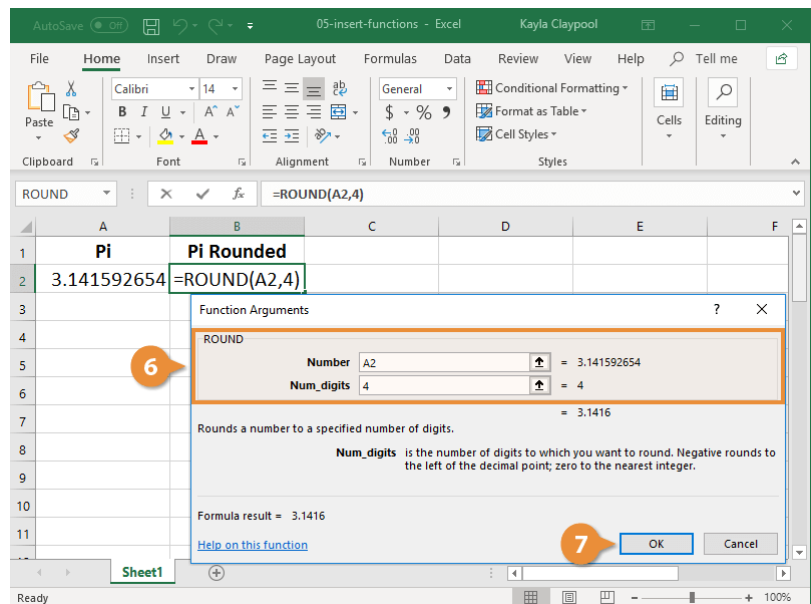 AutoSave Off 05-insert-functions - Excel Kayla Claypool
File Home Insert Draw Page Layout Formulas Data Review View Help Tell me
Calibri 14 General Conditional Formatting
Paste B I U A A $ % 9 Format as Table Cells Editing
A .00 .00 Cell Styles
Clipboard Font Alignment Number Styles
ROUND fx =ROUND(A2,4)
A B C D E F
1 Pi Pi Rounded
2 3.141592654 =ROUND(A2,4)
3 Function Arguments ? X
4 ROUND
5 6 Number A2 = 3.141592654
6 Num_digits 4 = 4
7 = 3.1416
Rounds a number to a specified number of digits.
8 Num_digits is the number of digits to which you want to round. Negative rounds to
9 the left of the decimal point; zero to the nearest integer.
10 Formula result = 3.1416
11 Help on this function 7 OK Cancel
Sheet1
Ready 100%